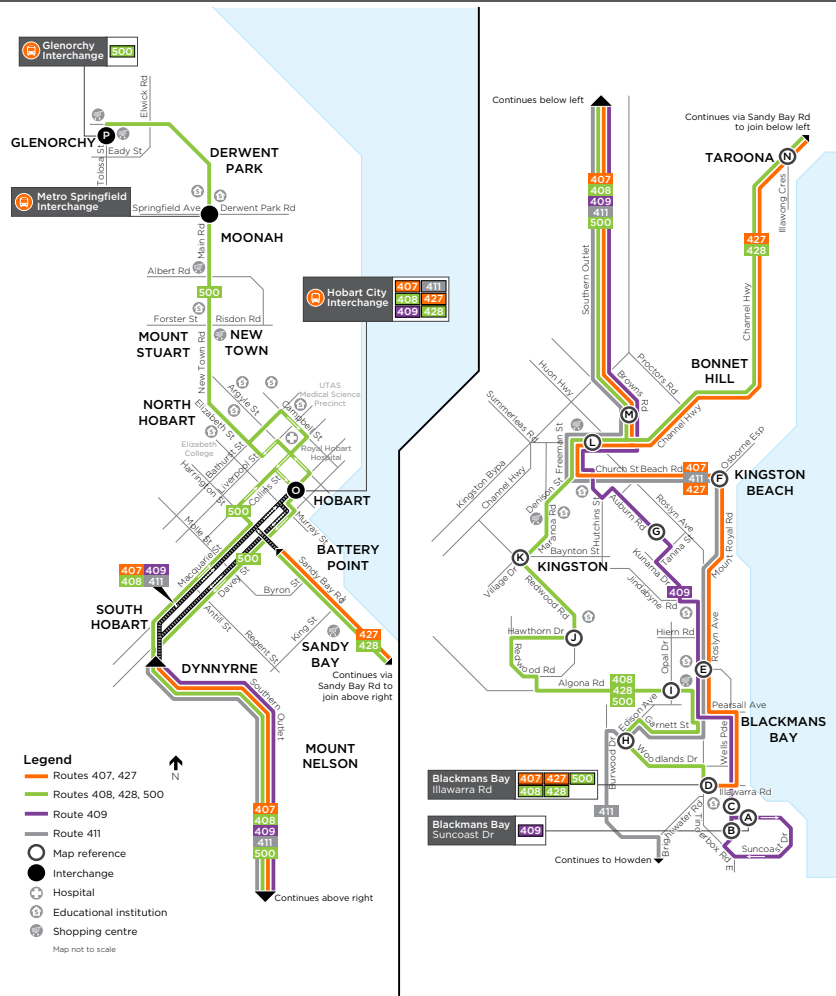 Glenorchy
Interchange
500
Elwick Rd
P
GLENORCHY
Eady St
Tolosa St
DERWENT
PARK
Metro Springfield
Interchange
Springfield Ave
Derwent Park Rd
MOONAH
Main Rd
Albert Rd
500
Hobart City
Interchange
407
411
408
427
409
428
Forster St
Risdon Rd
MOUNT
STUART
NEW
TOWN
New Town Rd
UTAS
Medical Science
Precinct
Argyle St
Campbell St
NORTH
HOBART
Elizabeth St
Elizabeth
College
Royal Hobart
Hospital
Bathurst St
Liverpool St
Harrington St
Collins St
O
HOBART
500
Molle St
Murray St
Macquarie St
500
BATTERY
POINT
407
409
408
411
Davey St
Byron St
Sandy Bay Rd
SOUTH
HOBART
Antill St
King St
Regent St
SANDY
BAY
427
428
DYNNYRNE
Continues via
Sandy Bay Rd to
join above right
Southern Outlet
MOUNT
NELSON
407
408
409
411
500
Continues above right
Legend
Routes 407, 427
Routes 408, 428, 500
Route 409
Route 411
Map reference
Interchange
Hospital
Educational institution
Shopping centre
Map not to scale
N
Continues below left
Continues via Sandy Bay Rd
to join below left
TAROONA
N
407
408
409
411
500
Illawong Cres
427
428
Southern Outlet
Channel Hwy
Huon Hwy
Proctors Rd
BONNET
HILL
Browns Rd
Summerleas Rd
M
Channel Hwy
L
Freeman St
Osborne Esp
Kingston Bypa
Channel Hwy
Church St
Beach Rd
407
411
427
F
KINGSTON
BEACH
Denison St
Hutchins St
Auburn Rd
Roslyn Ave
Maranoa Rd
G
Mount Royal Rd
Baynton St
Tanina St
K
KINGSTON
Kunama Dr
Village Dr
Redwood Rd
Jindabyne Rd
409
Hawthorn Dr
J
Hiern Rd
Roslyn Ave
Redwood Rd
Opal Dr
E
Algona Rd
408
428
500
I
Pearsall Ave
Edison Ave
Garnett St
BLACKMANS
BAY
H
Wells Pde
Burwood Dr
Woodlands Dr
Blackmans Bay
Illawarra Rd
407
427
500
408
428
D
Illawarra Rd
411
C
A
Blackmans Bay
Suncoast Dr
409
B
Brightwater Rd
Suncoast Dr
Continues to Howden